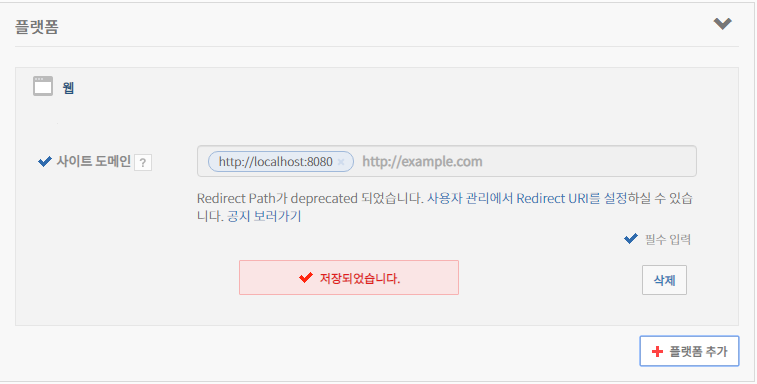 플랫폼
웹
사이트 도메인 ?
http://localhost:8080 × http://example.com
Redirect Path가 deprecated 되었습니다. 사용자 관리에서 Redirect URI를 설정하실 수 있습
니다. 공지 보러가기
필수 입력
저장되었습니다.
삭제
플랫폼 추가